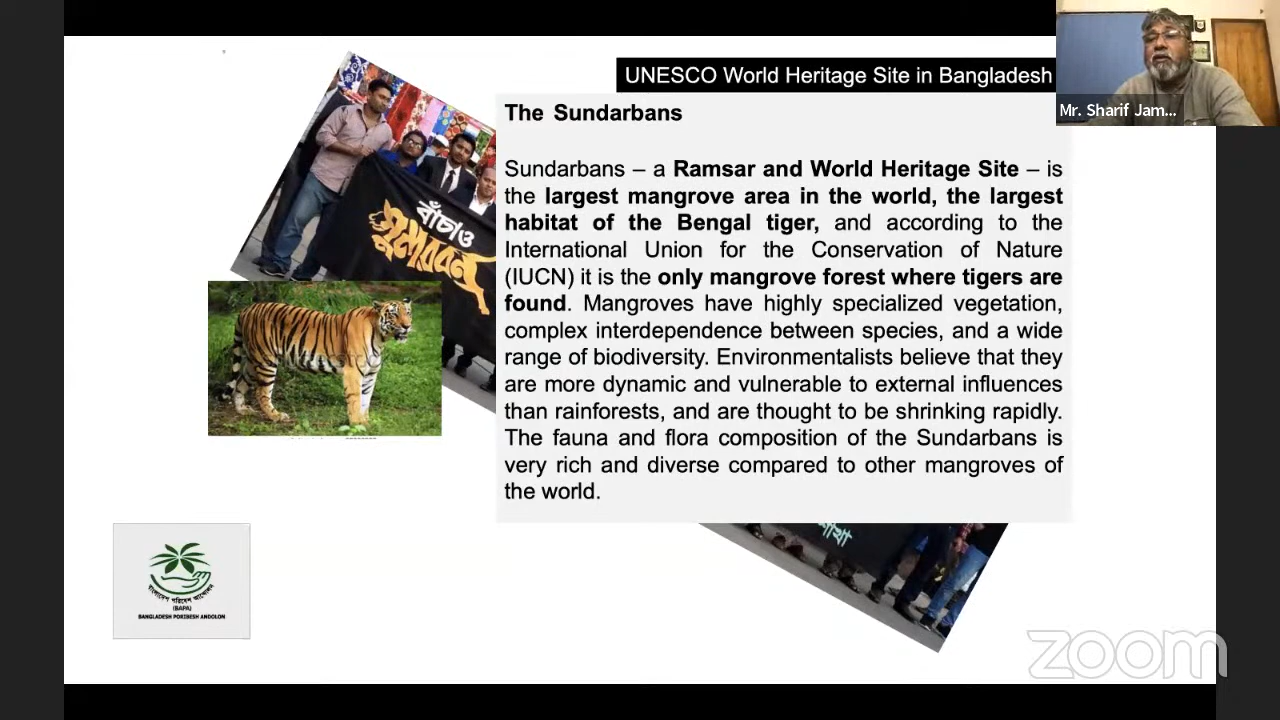 UNESCO World Heritage Site in Bangladesh
Mr. Sharif Jam...
The Sundarbans
Sundarbans – a Ramsar and World Heritage Site – is
the largest mangrove area in the world, the largest
habitat of the Bengal tiger, and according to the
International Union for the Conservation of Nature
(IUCN) it is the only mangrove forest where tigers are
found. Mangroves have highly specialized vegetation,
complex interdependence between species, and a wide
range of biodiversity. Environmentalists believe that they
are more dynamic and vulnerable to external influences
than rainforests, and are thought to be shrinking rapidly.
The fauna and flora composition of the Sundarbans is
very rich and diverse compared to other mangroves of
the world.
বাঁচাও
সুন্দরবন
বাংলাদেশ পরিবেশ আন্দোলন
(BAPA)
BANGLADESH PORIBESH ANDOLON
zoom